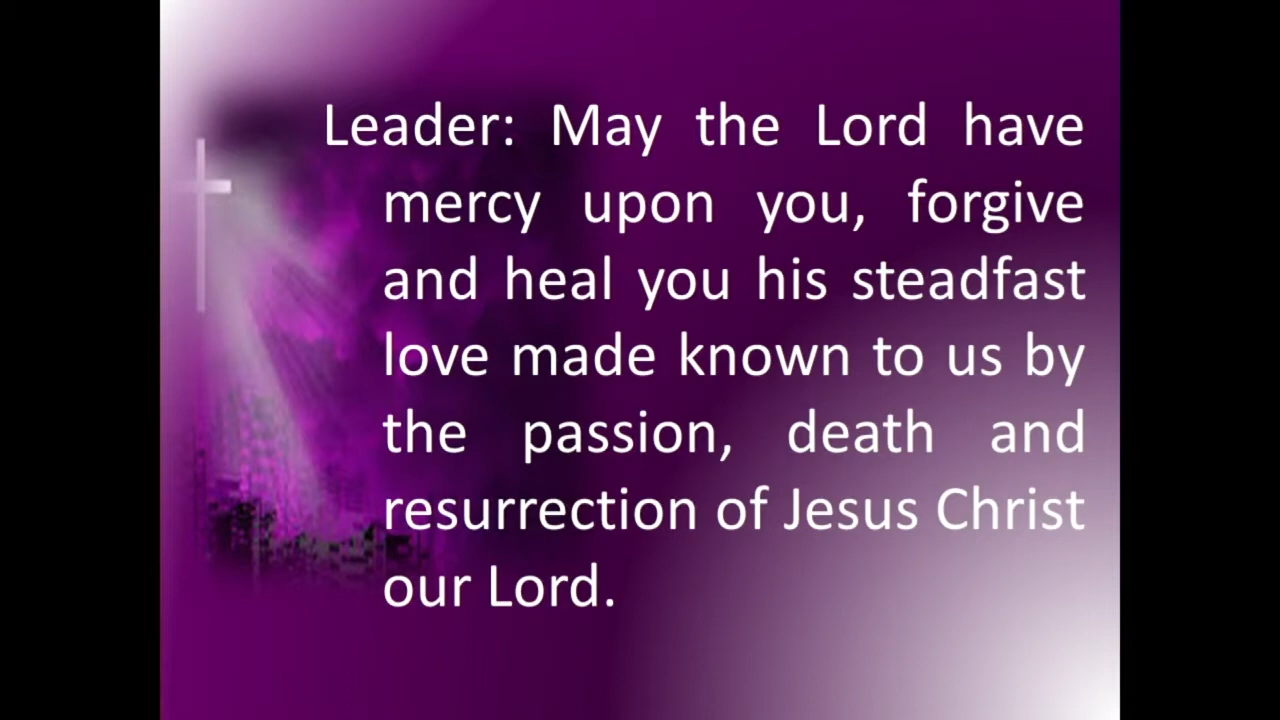 Leader: May the Lord have
mercy upon you, forgive
and heal you his steadfast
love made known to us by
the passion, death and
resurrection of Jesus Christ
our Lord.